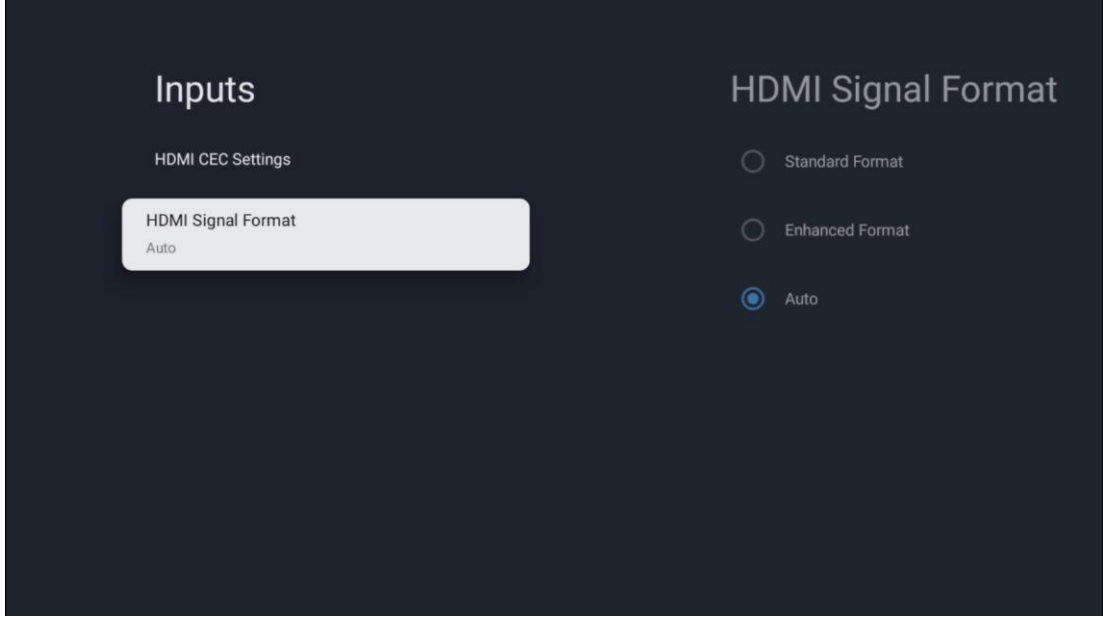 Inputs
HDMI CEC Settings
HDMI Signal Format
Auto
HDMI Signal Format
Standard Format
Enhanced Format
Auto